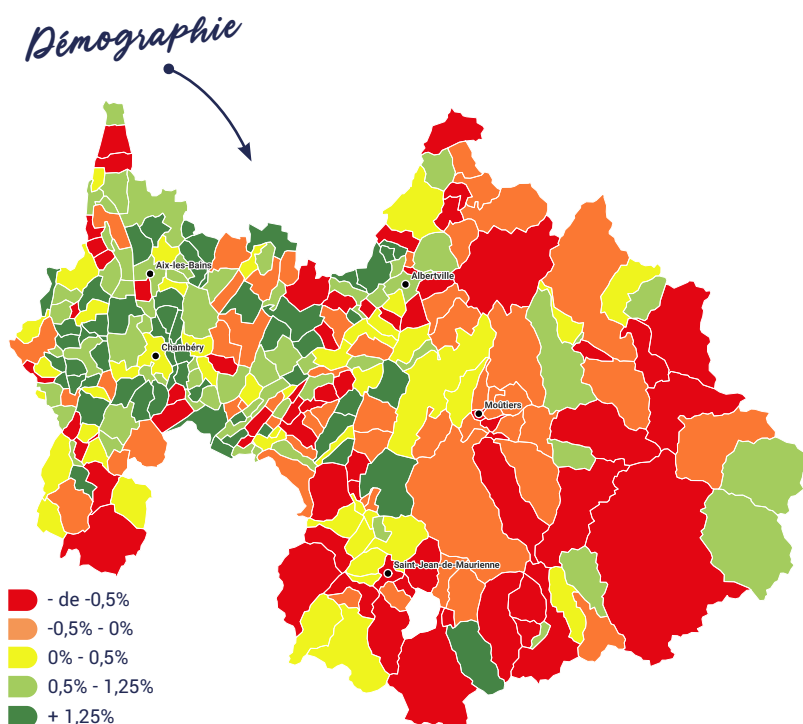 Démographie
Aix-les-Bains
Albertville
Chambéry
Moûtiers
Saint-Jean-de-Maurienne
- de -0,5%
-0,5% - 0%
0% - 0,5%
0,5% - 1,25%
+ 1,25%